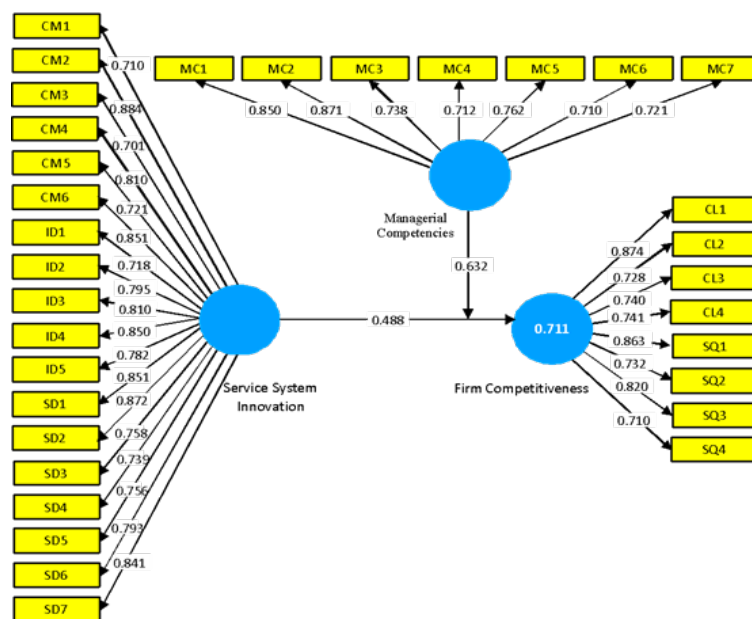 CM1
CM2
CM3
CM4
CM5
CM6
ID1
ID2
ID3
ID4
ID5
SD1
SD2
SD3
SD4
SD5
SD6
SD7
0.710
0.884
0.701
0.810
0.721
0.851
0.718
0.795
0.810
0.850
0.782
0.851
0.872
0.758
0.739
0.756
0.793
0.841
Service System
Innovation
MC1
MC2
MC3
MC4
MC5
MC6
MC7
0.850
0.871
0.738
0.712
0.762
0.710
0.721
Managerial
Competencies
0.632
0.488
0.711
Firm Competitiveness
0.874
0.728
0.740
0.741
0.863
0.732
0.820
0.710
CL1
CL2
CL3
CL4
SQ1
SQ2
SQ3
SQ4